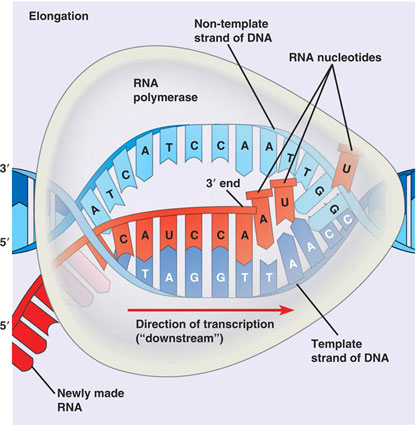 Elongation
Non-template
strand of DNA
RNA nucleotides
RNA
polymerase
A T C A T C C A A T T G G
U
3′
3′ end
A U
C A U C C A
T A G G T T A A C C
5′
5′
Direction of transcription
("downstream")
Template
strand of DNA
Newly made
RNA